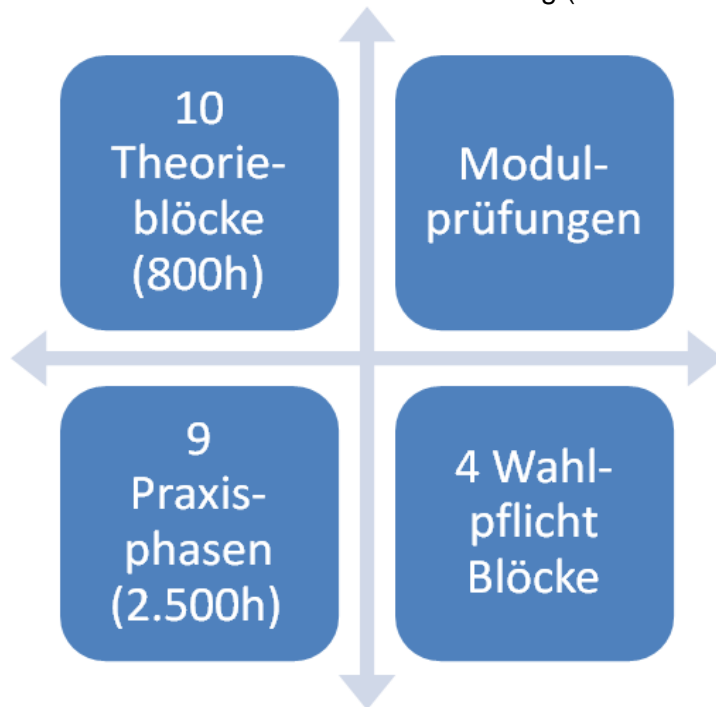 g (
10
Theorie-
blöcke
(800h)
Modul-
prüfungen
9
Praxis-
phasen
(2.500h)
4 Wahl-
pflicht
Blöcke